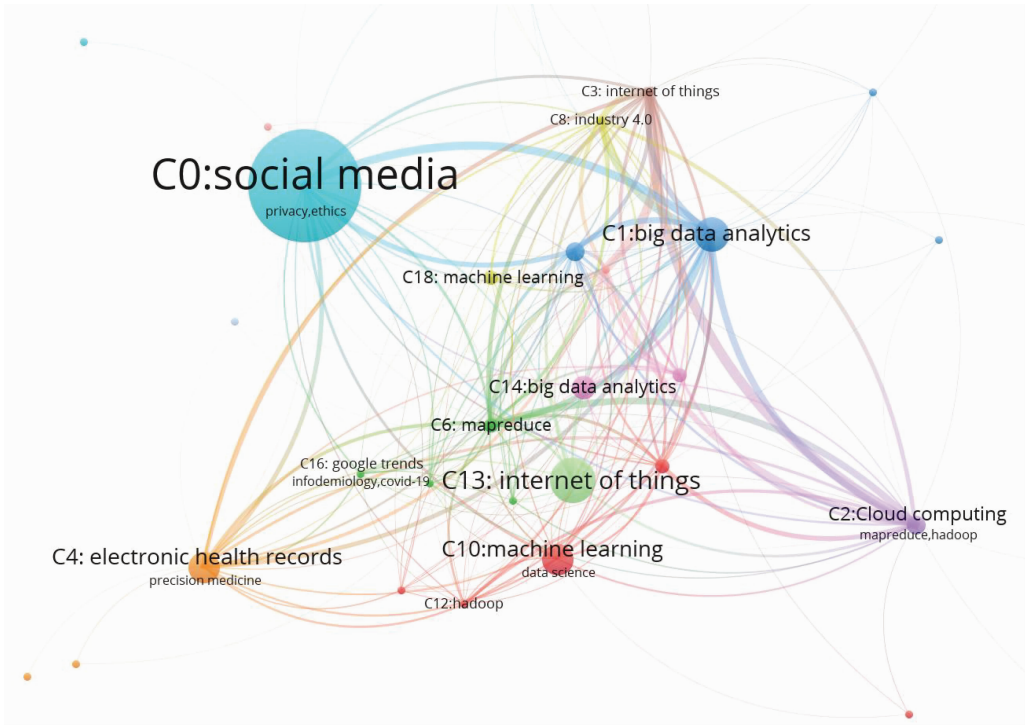 C3: internet of things
C8: industry 4.0
C0:social media
privacy,ethics
C1:big data analytics
C18: machine learning
C14:big data analytics
C6: mapreduce
C16: google trends
infodemiology,covid-19
C13: internet of things
C2:Cloud computing
mapreduce,hadoop
C4: electronic health records
precision medicine
C10:machine learning
data science
C12:hadoop